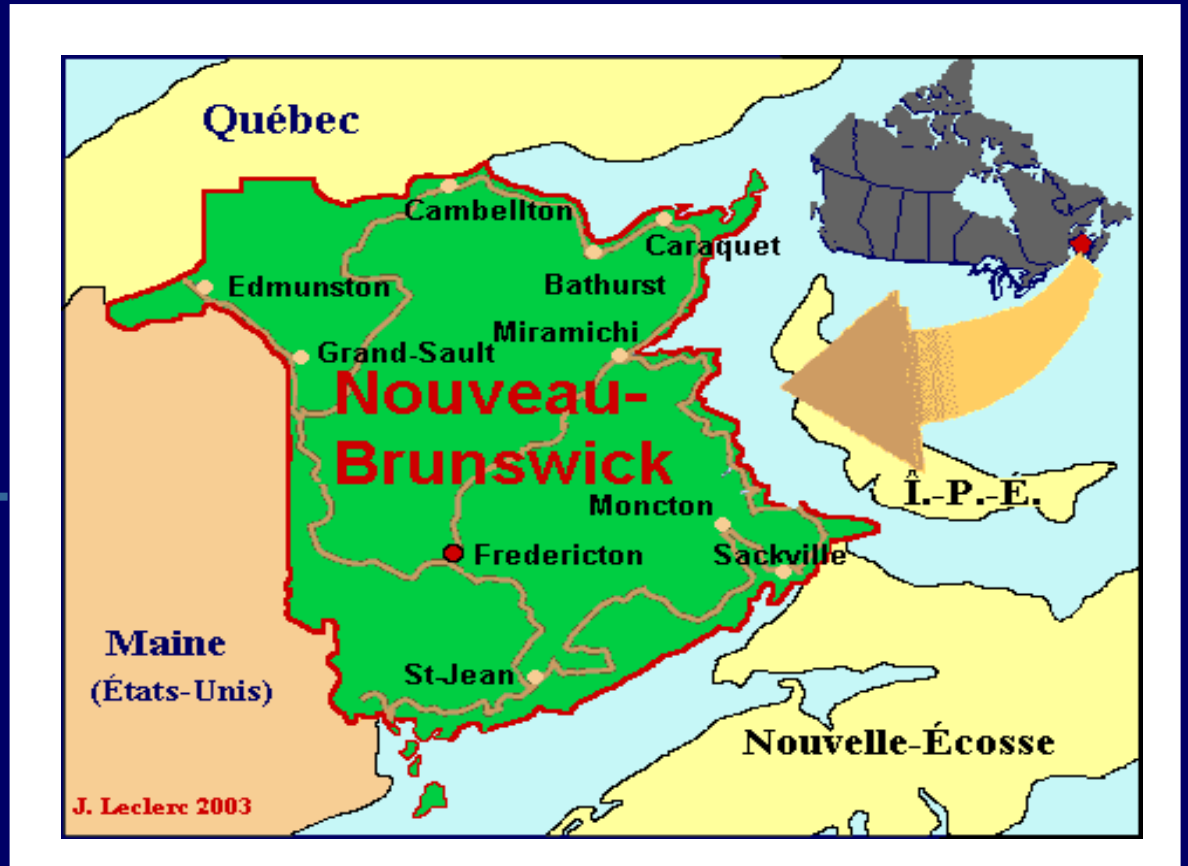 Québec
Cambellton
Caraquet
Edmunston
Bathurst
Miramichi
Grand-Sault
Nouveau-
Brunswick
Î.-P.-É.
Moncton
Fredericton
Sackville
Maine
(États-Unis)
St-Jean
Nouvelle-Écosse
J. Leclerc 2003